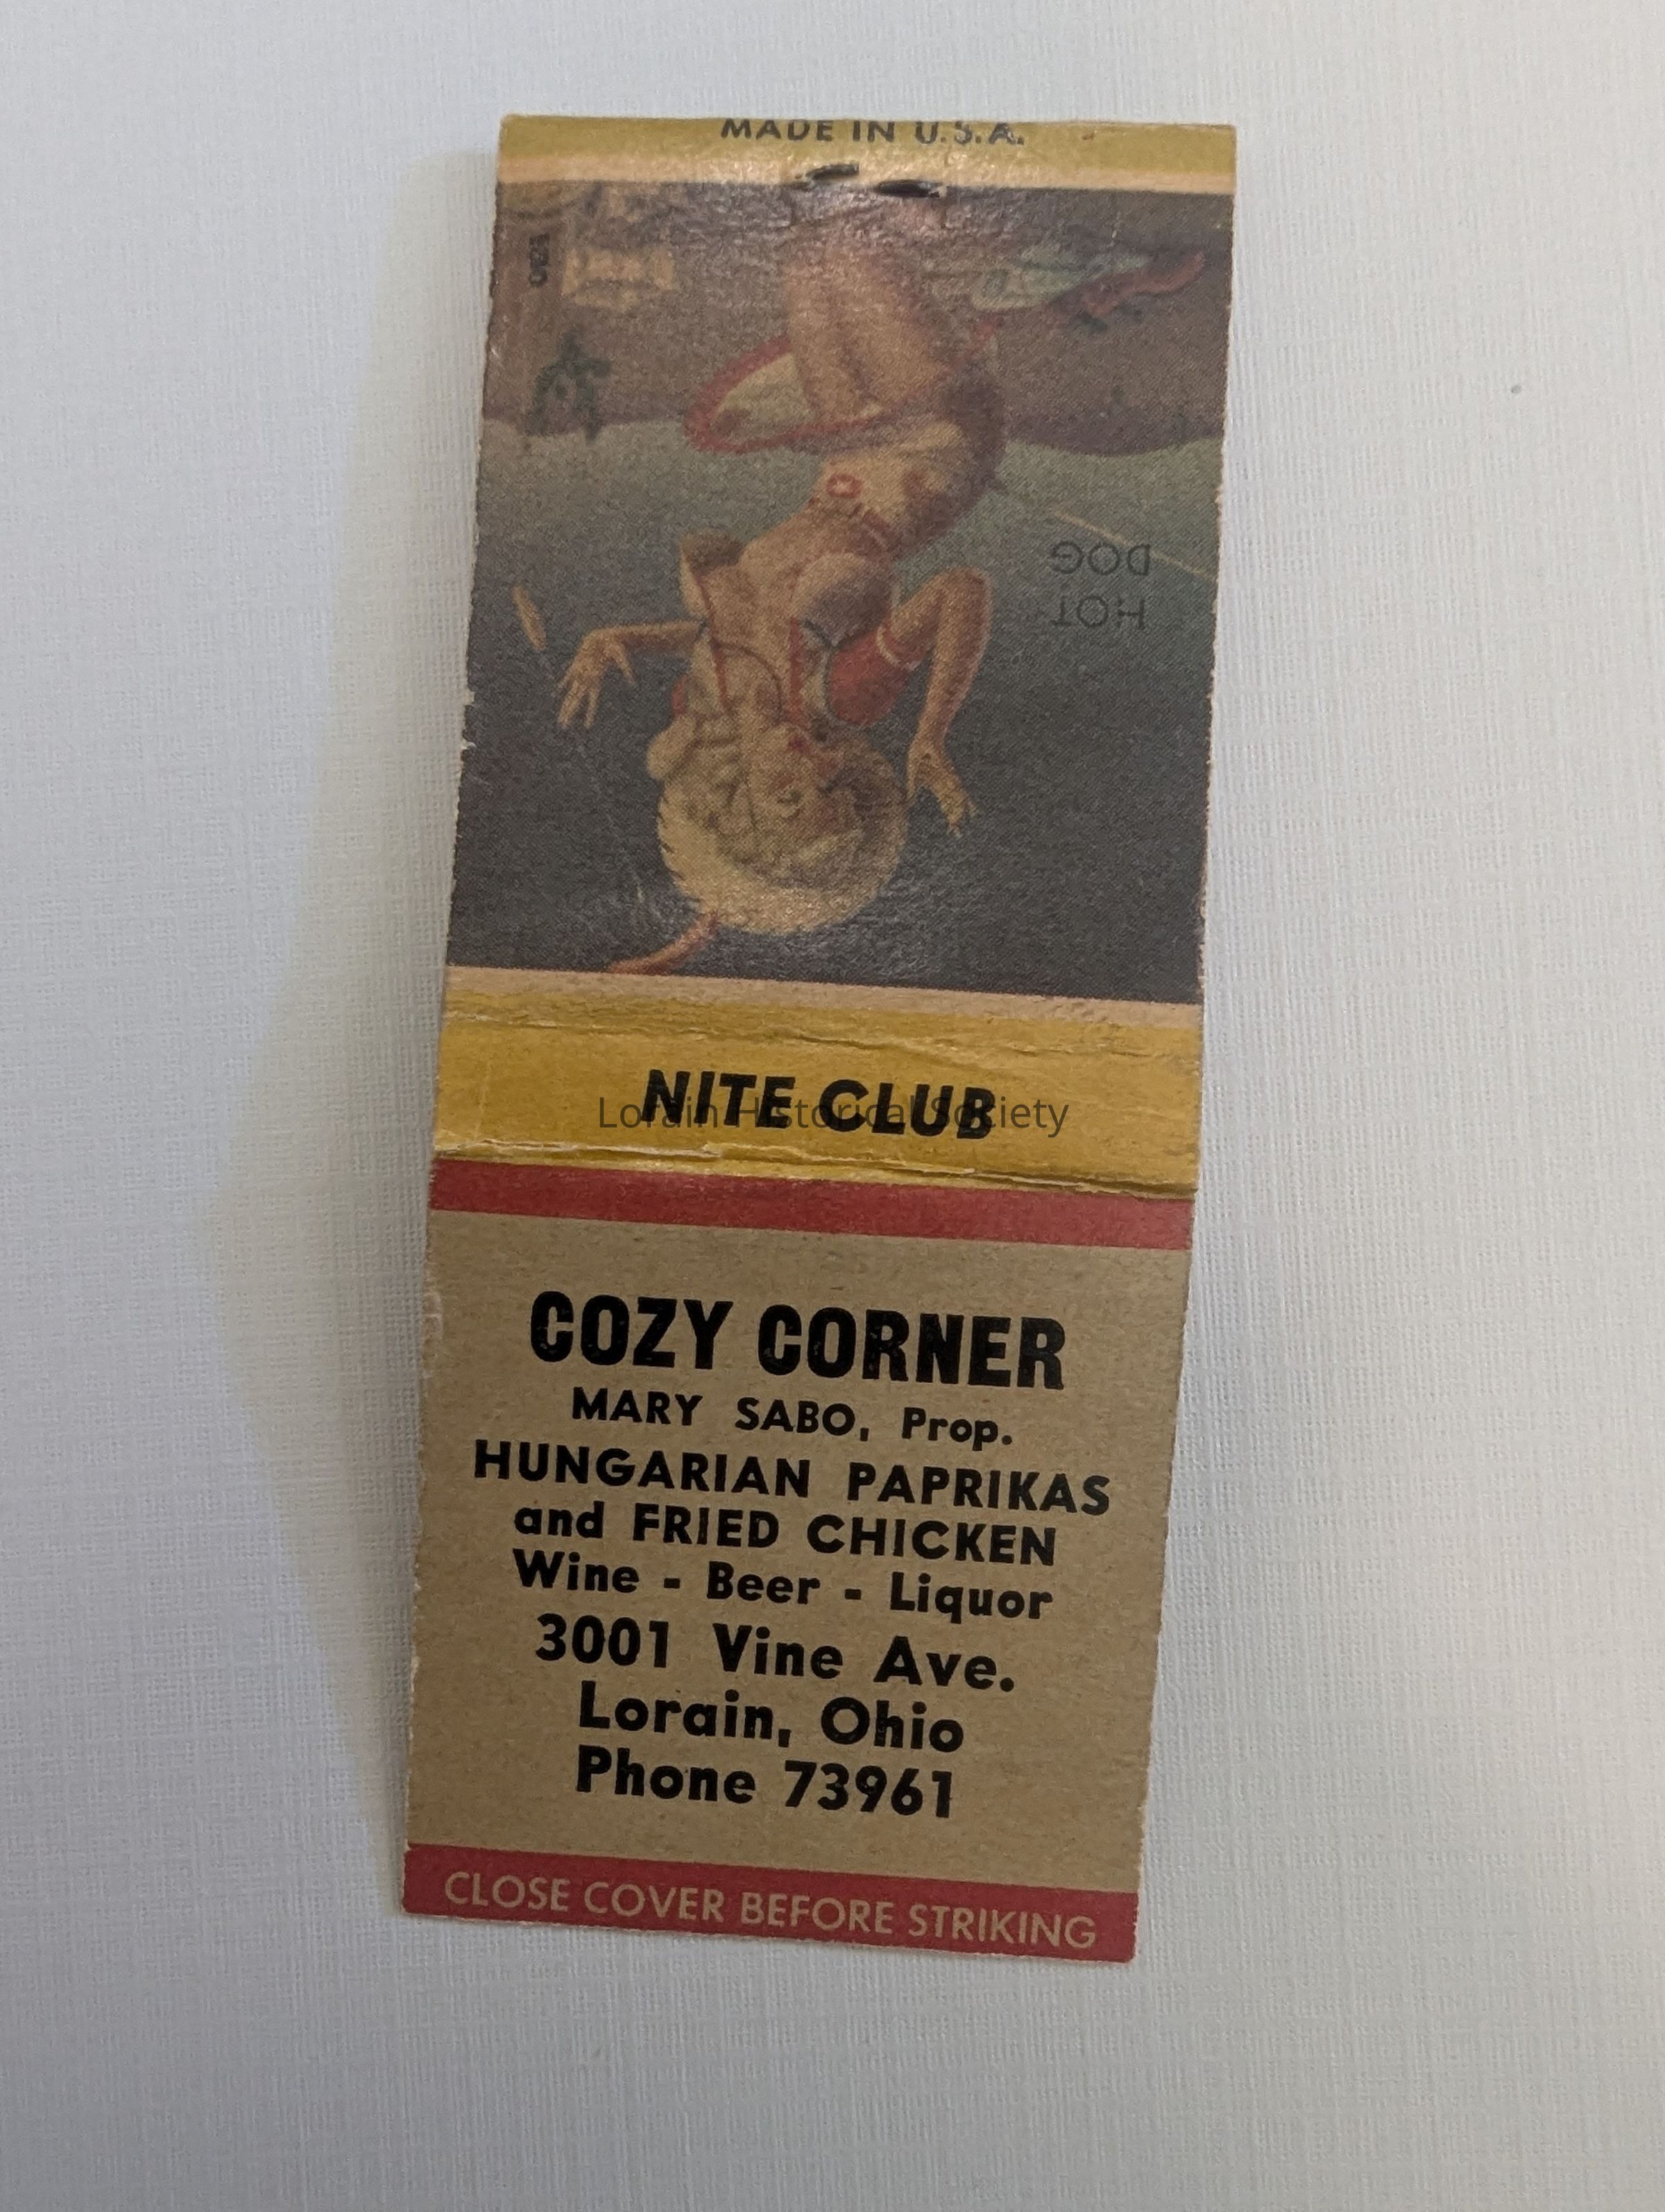 MADE IN U.S.A.
HOT
DOG
NITE CLUB
Lorain Historical Society
COZY CORNER
MARY SABO, Prop.
HUNGARIAN PAPRIKAS
and FRIED CHICKEN
Wine - Beer - Liquor
3001 Vine Ave.
Lorain, Ohio
Phone 73961
CLOSE COVER BEFORE STRIKING